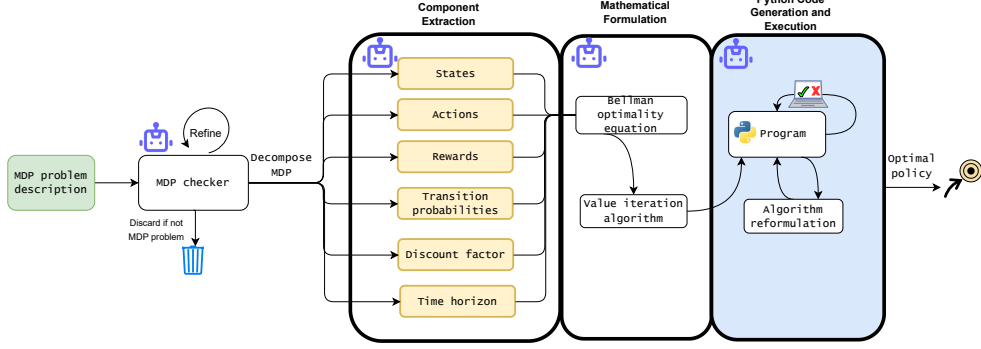 Component
Extraction
Mathematical
Formulation
Python Code
Generation and
Execution
MDP problem
description
Refine
MDP checker
Discard if not
MDP problem
Decompose
MDP
States
Actions
Rewards
Transition
probabilities
Discount factor
Time horizon
Bellman
optimality
equation
Value iteration
algorithm
Program
Algorithm
reformulation
Optimal
policy